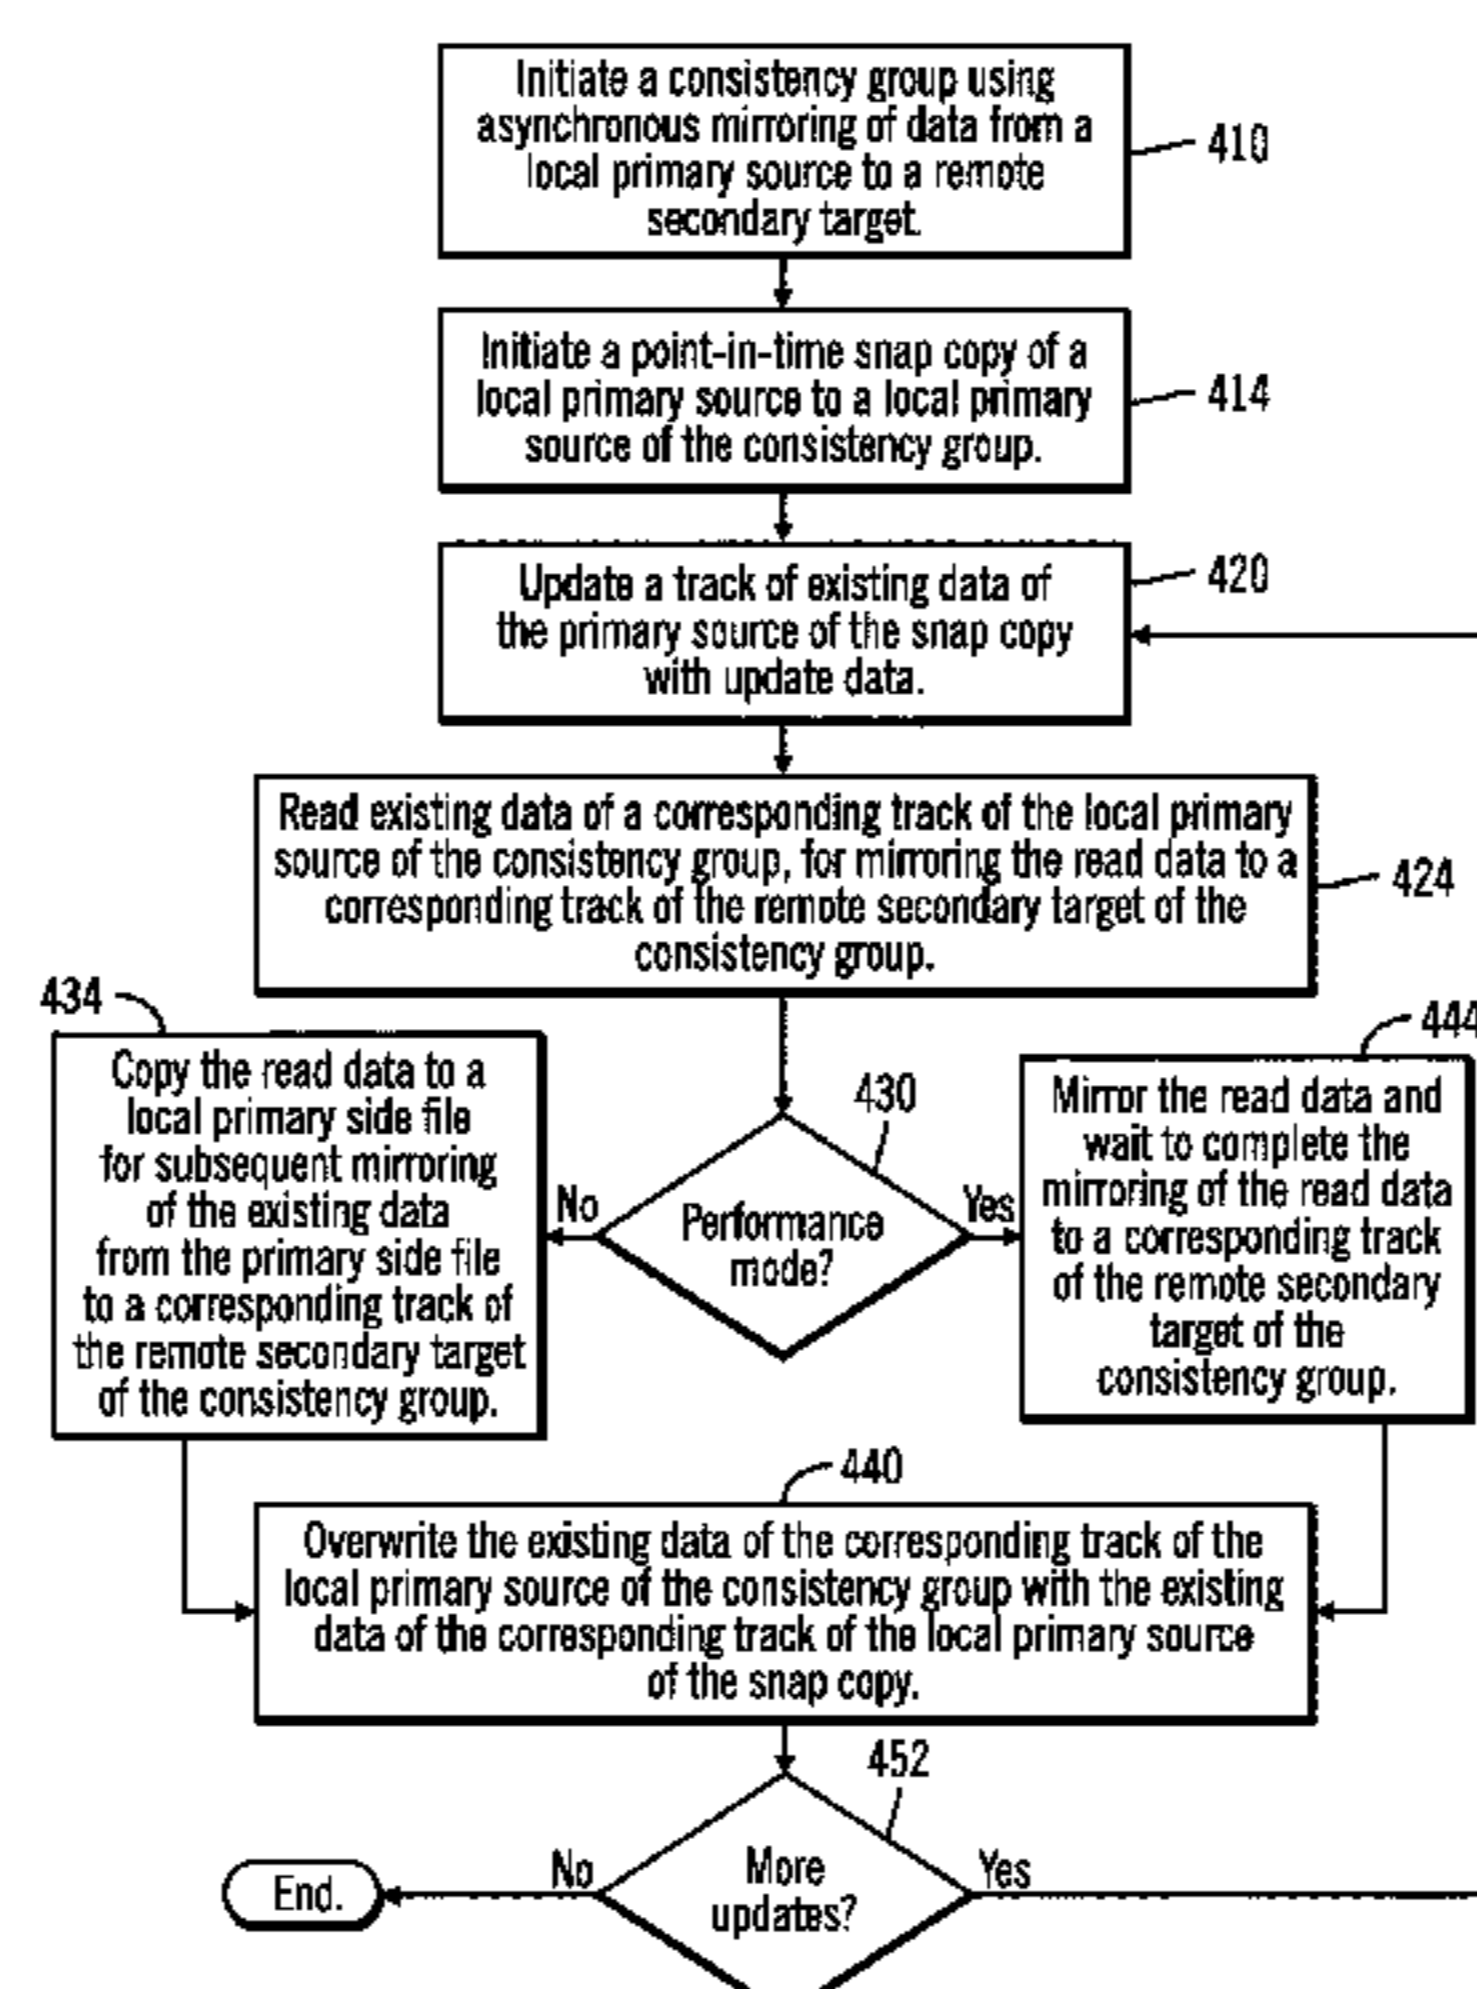 Initiate a consistency group using
asynchronous mirroring of data from a
local primary source to a remote
secondary target.
410
Initiate a point-in-time snap copy of a
local primary source to a local primary
source of the consistency group.
414
Update a track of existing data of
the primary source of the snap copy
with update data.
420
Read existing data of a corresponding track of the local primary
source of the consistency group, for mirroring the read data to a
corresponding track of the remote secondary target of the
consistency group.
424
434
Copy the read data to a
local primary side file
for subsequent mirroring
of the existing data
from the primary side file
to a corresponding track of
the remote secondary target
of the consistency group.
430
No
Performance
mode?
Yes
444
Mirror the read data and
wait to complete the
mirroring of the read data
to a corresponding track
of the remote secondary
target of the
consistency group.
440
Overwrite the existing data of the corresponding track of the
local primary source of the consistency group with the existing
data of the corresponding track of the local primary source
of the snap copy.
452
No
More
updates?
Yes
End.